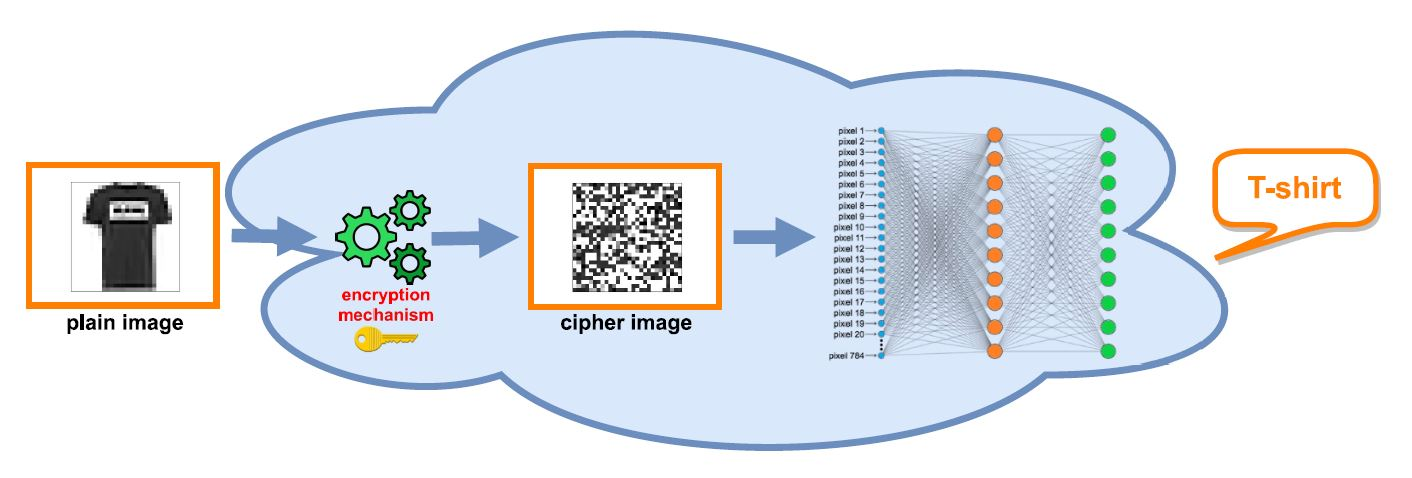 plain image
encryption
mechanism
cipher image
pixel 1
pixel 2
pixel 3
pixel 4
pixel 5
pixel 6
pixel 7
pixel 8
pixel 9
pixel 10
pixel 11
pixel 12
pixel 13
pixel 14
pixel 15
pixel 16
pixel 17
pixel 18
pixel 19
pixel 20
pixel 784
T-shirt